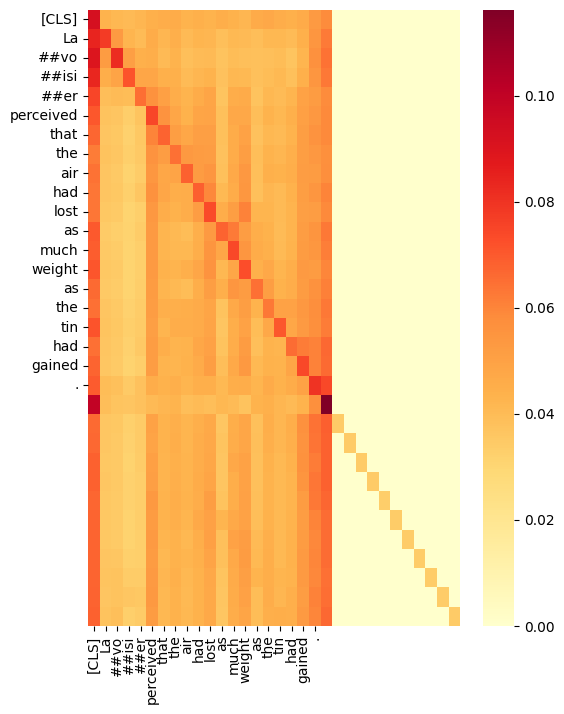 [CLS]
La
##vo
##isi
##er
perceived
that
the
air
had
lost
as
much
weight
as
the
tin
had
gained
.
0.10
0.08
0.06
0.04
0.02
0.00
[CLS]
La
##vo
##isi
##er
perceived
that
the
air
had
lost
as
much
weight
as
the
tin
had
gained
.